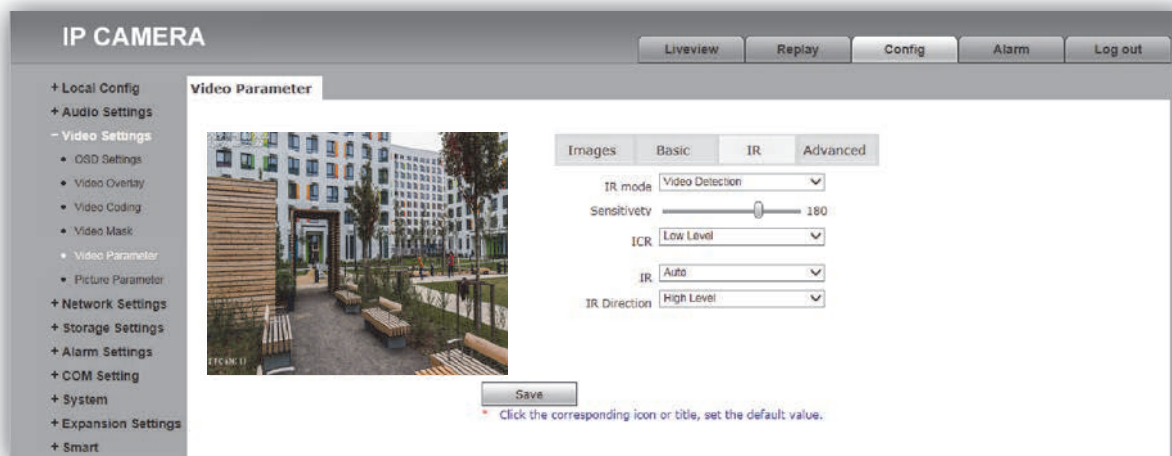 IP CAMERA
Liveview Replay Config Alarm Log out
+ Local Config
+ Audio Settings
− Video Settings
• OSD Settings
• Video Overlay
• Video Coding
• Video Mask
• Video Parameter
• Picture Parameter
+ Network Settings
+ Storage Settings
+ Alarm Settings
+ COM Setting
+ System
+ Expansion Settings
+ Smart
Video Parameter
Images Basic IR Advanced
IR mode Video Detection
Sensitivety 180
ICR Low Level
IR Auto
IR Direction High Level
Save
* Click the corresponding icon or title, set the default value.